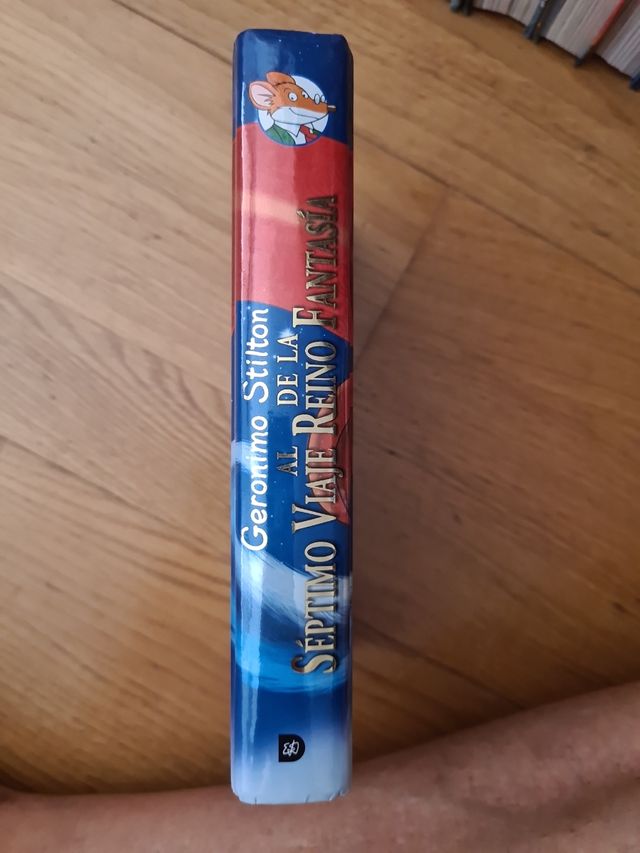 Geronimo Stilton
SÉPTIMO VIAJE AL REINO DE LA FANTASÍA